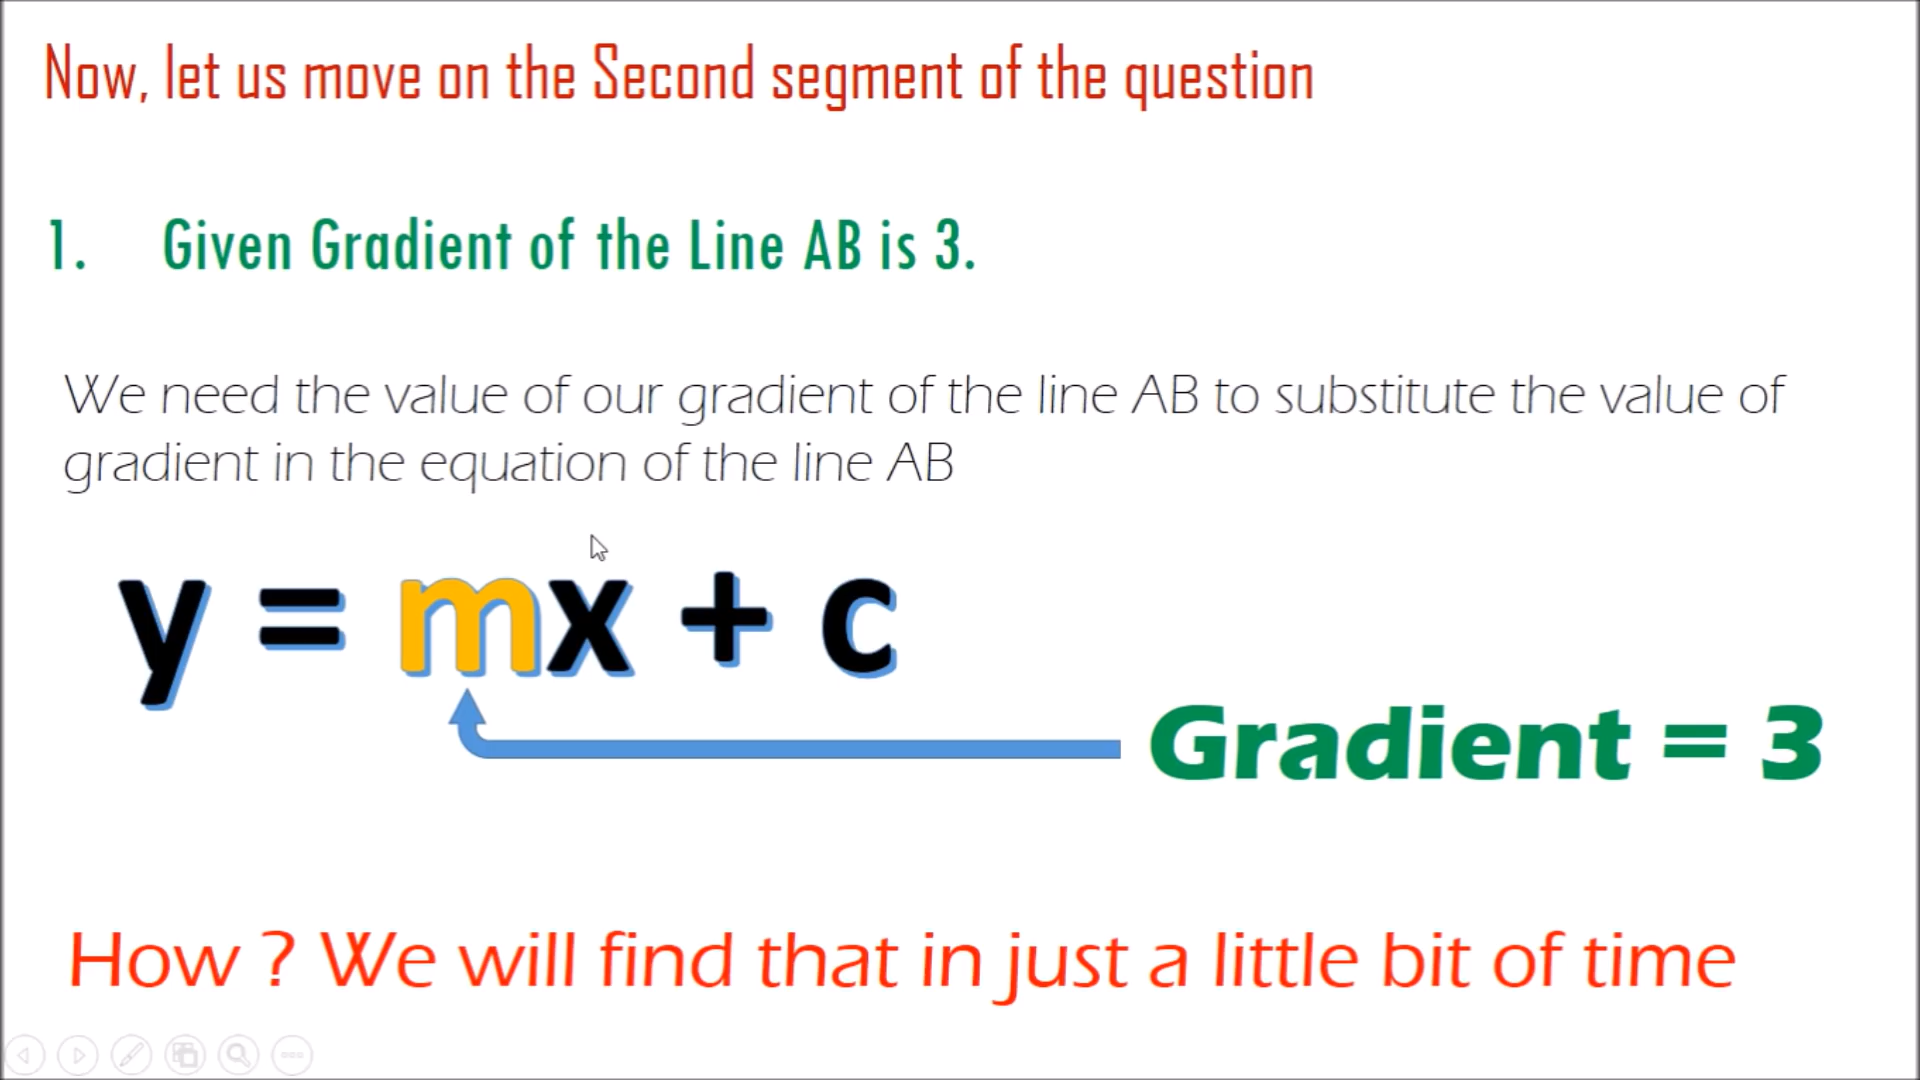 Now, let us move on the Second segment of the question
1. Given Gradient of the Line AB is 3.
We need the value of our gradient of the line AB to substitute the value of
gradient in the equation of the line AB
y = mx + c
Gradient = 3
How ? We will find that in just a little bit of time